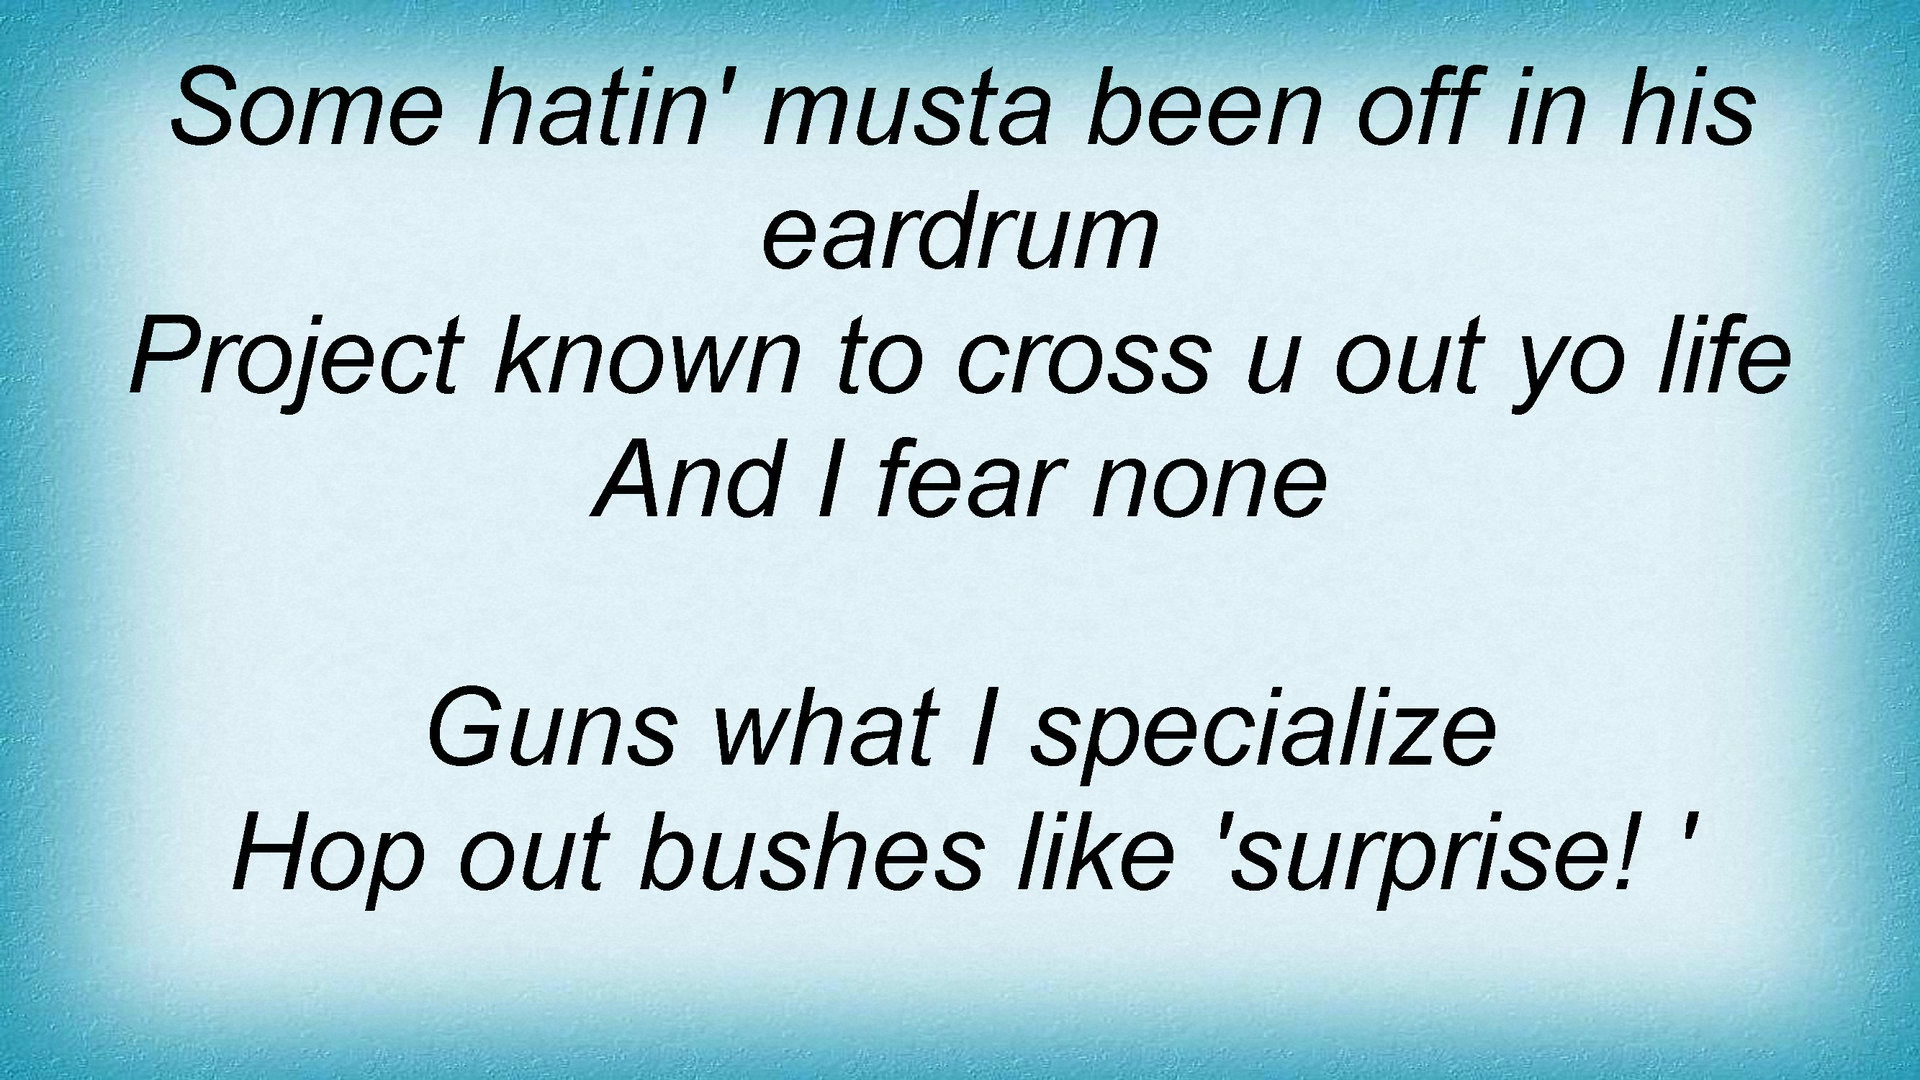 Some hatin' musta been off in his
eardrum
Project known to cross u out yo life
And I fear none
Guns what I specialize
Hop out bushes like 'surprise! '